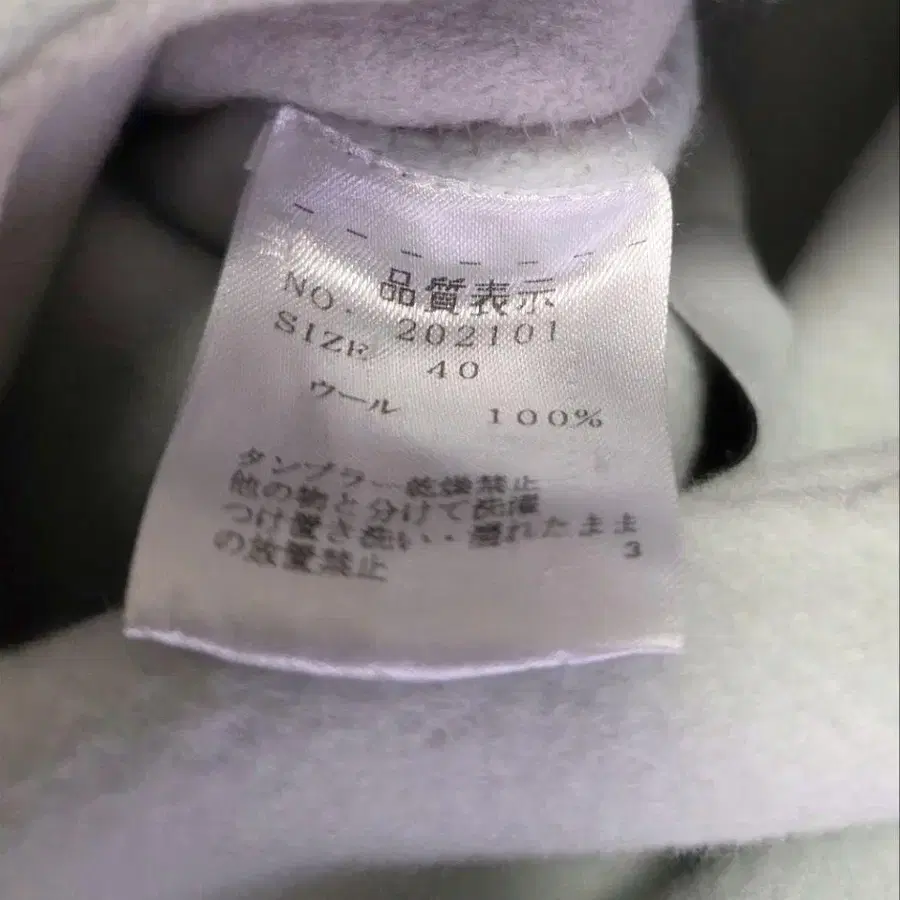 品質表示
NO. 202101
SIZE 40
ウール 100%
タンブラー乾燥禁止
他の物と分けて洗濯
つけ置き洗い・濡れたまま
の放置禁止
3